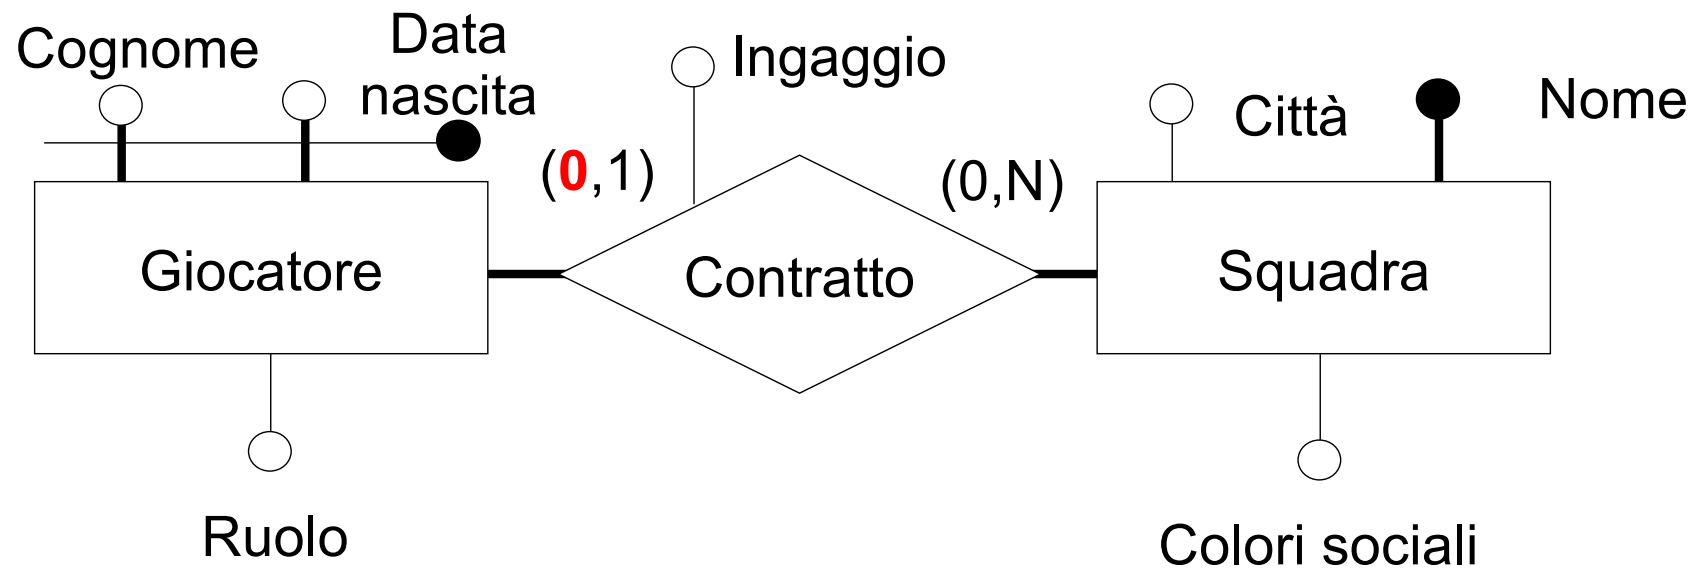 Cognome
Data
nascita
Ingaggio
Città
Nome
(0,1)
(0,N)
Giocatore
Contratto
Squadra
Ruolo
Colori sociali